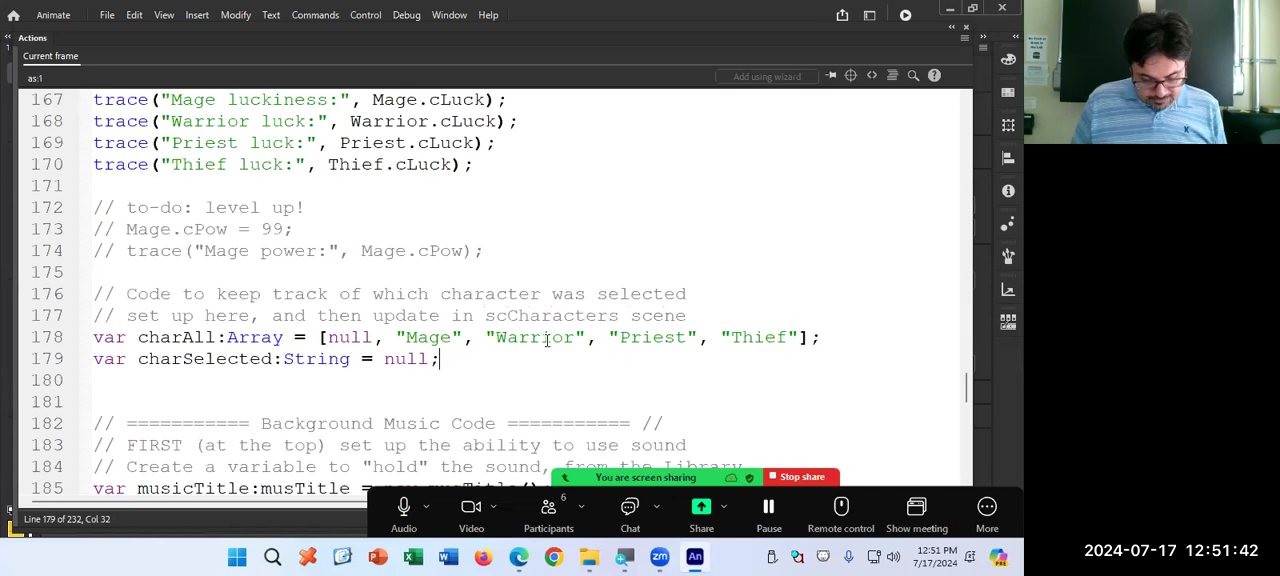 Animate File Edit View Insert Modify Text Commands Control Debug Window Help
Actions
Current frame
as:1
Add using wizard
167 trace("Mage luckiness:", Mage.cLuck);
168 trace("Warrior luck:", Warrior.cLuck);
169 trace("Priest luck:", Priest.cLuck);
170 trace("Thief luck:", Thief.cLuck);
171
172 // to-do: level up!
173 // Mage.cPow = 99;
174 // trace("Mage power:", Mage.cPow);
175
176 // Code to keep track of which character was selected
177 // set up here, and then update in scCharacters scene
178 var charAll:Array = [null, "Mage", "Warrior", "Priest", "Thief"];
179 var charSelected:String = null;
180
181
182 // =========== Background Music Code =========== //
183 // FIRST (at the top) set up the ability to use sound
184 // Create a variable to "hold" the sound, from the Library
185 var musicTitle:musTitle = new musTitle()
You are screen sharing Stop share
6
Audio Video Participants Chat Share Pause Remote control Show meeting More
Line 179 of 232, Col 32
12:51 PM
7/17/2024
2024-07-17 12:51:42